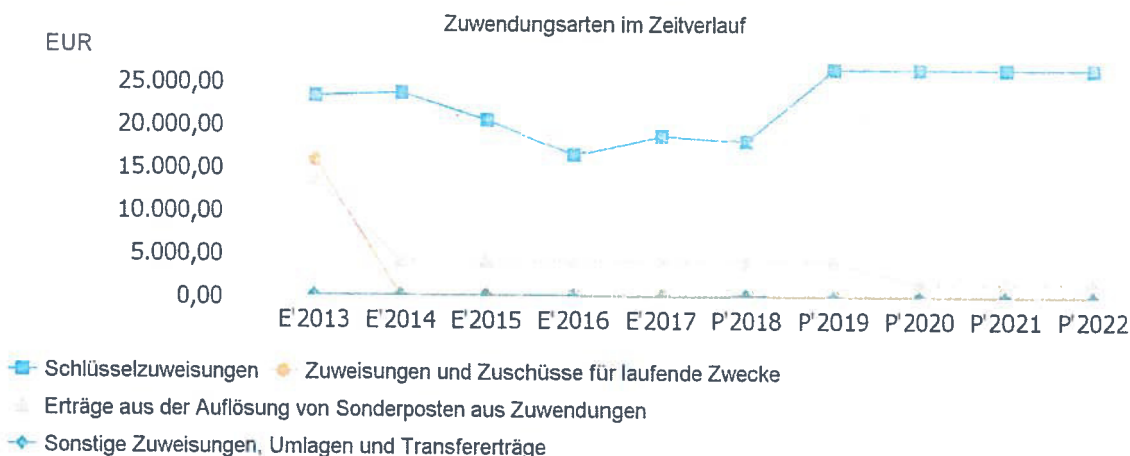 Zuwendungsarten im Zeitverlauf
EUR
25.000,00
20.000,00
15.000,00
10.000,00
5.000,00
0,00
E'2013 E'2014 E'2015 E'2016 E'2017 P'2018 P'2019 P'2020 P'2021 P'2022
Schlüsselzuweisungen Zuweisungen und Zuschüsse für laufende Zwecke
Erträge aus der Auflösung von Sonderposten aus Zuwendungen
Sonstige Zuweisungen, Umlagen und Transfererträge